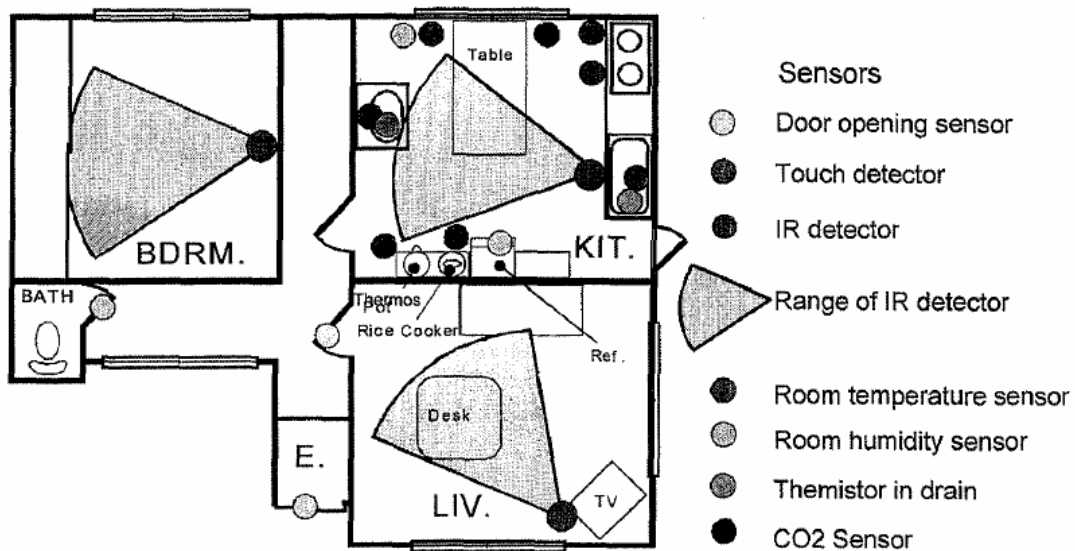 Table
BDRM.
KIT.
BATH
Thermos
Pot
Rice Cooker
Ref.
Desk
E.
LIV.
TV
Sensors
Door opening sensor
Touch detector
IR detector
Range of IR detector
Room temperature sensor
Room humidity sensor
Themistor in drain
CO2 Sensor